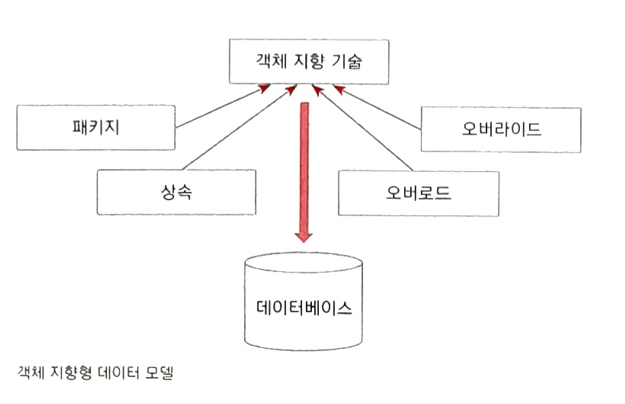 객체 지향 기술
패키지
오버라이드
상속
오버로드
데이터베이스
객체 지향형 데이터 모델